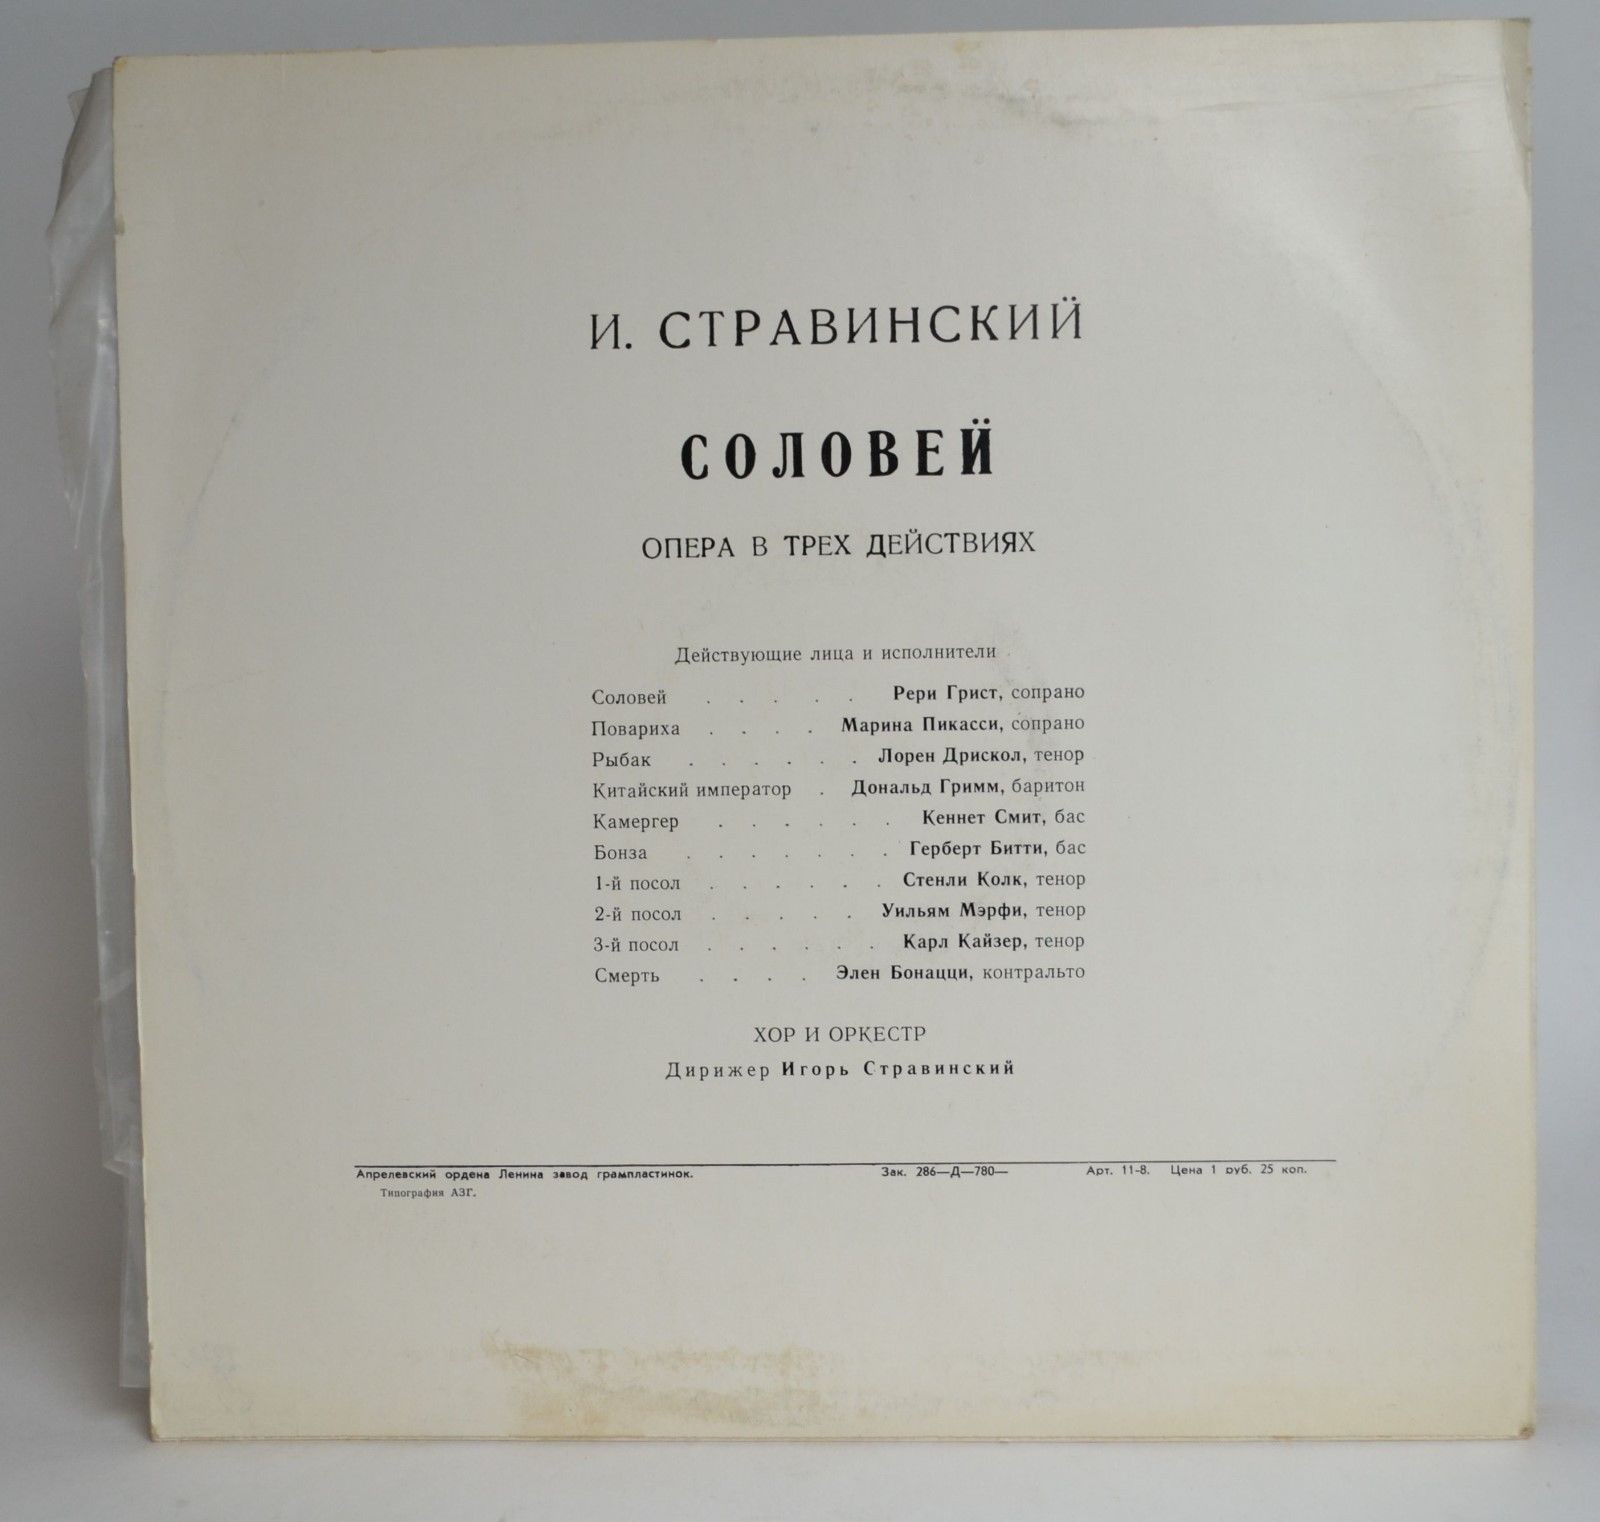 И. СТРАВИНСКИЙ
СОЛОВЕЙ
ОПЕРА В ТРЕХ ДЕЙСТВИЯХ
Действующие лица и исполнители
Соловей . . . . . Рери Грист, сопрано
Повариха . . . . Марина Пикасси, сопрано
Рыбак . . . . . . Лорен Дрискол, тенор
Китайский император . Дональд Гримм, баритон
Камергер . . . . . . Кеннет Смит, бас
Бонза . . . . . . . Герберт Битти, бас
1-й посол . . . . . . Стенли Колк, тенор
2-й посол . . . . . Уильям Мэрфи, тенор
3-й посол . . . . . . Карл Кайзер, тенор
Смерть . . . . Элен Бонацци, контральто
ХОР И ОРКЕСТР
Дирижер Игорь Стравинский
Апрелевский ордена Ленина завод грампластинок. Зак. 286—Д—780— Арт. 11-8. Цена 1 руб. 25 коп.
Типография АЗГ.